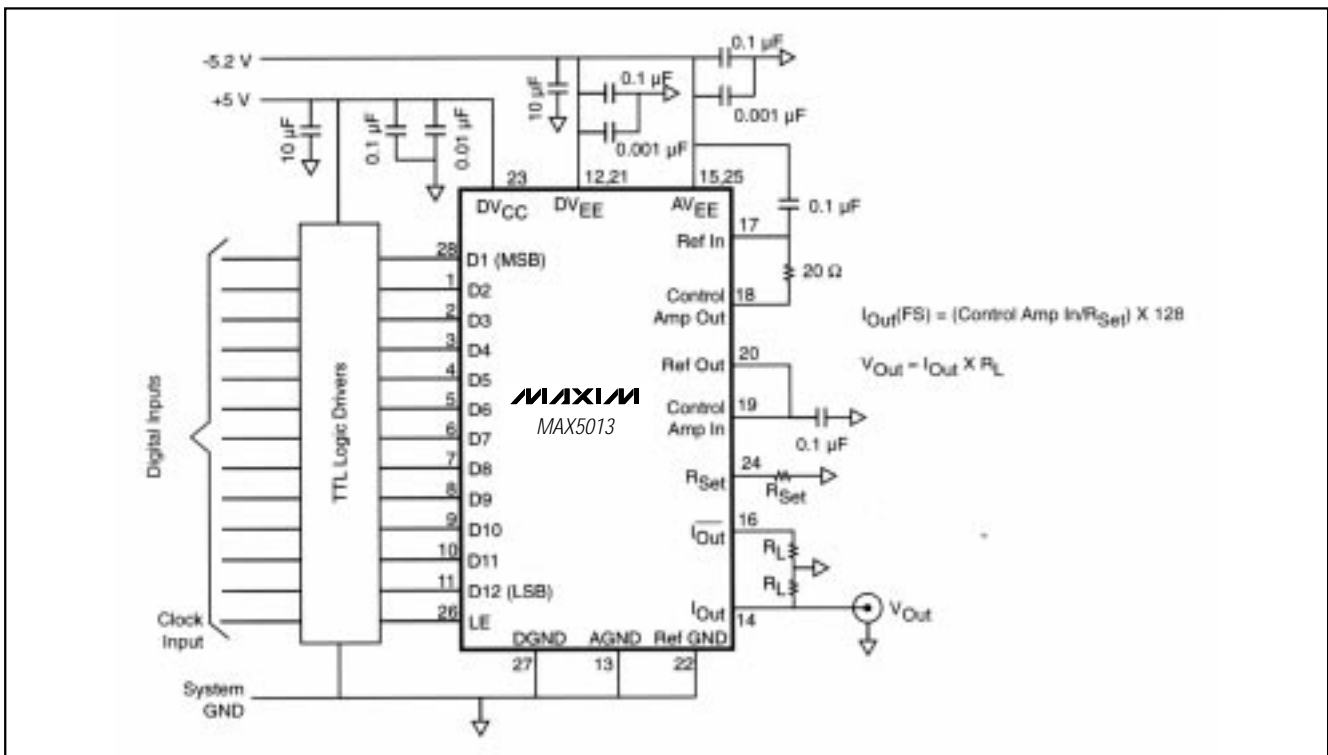 -5.2 V
+5 V
10 µF
0.1 µF
0.01 µF
10 µF
0.1 µF
0.001 µF
0.1 µF
0.001 µF
23
12,21
15,25
DVCC
DVEE
AVEE
0.1 µF
17
Ref In
20 Ω
18
Control
Amp Out
IOut(FS) = (Control Amp In/RSet) X 128
20
Ref Out
VOut = IOut X RL
19
Control
Amp In
0.1 µF
24
RSet
RSet
16
IOut
RL
RL
IOut
14
VOut
MAXIM
MAX5013
Digital Inputs
TTL Logic Drivers
28
D1 (MSB)
1
D2
2
D3
3
D4
4
D5
5
D6
6
D7
7
D8
8
D9
9
D10
10
D11
11
D12 (LSB)
Clock
Input
26
LE
DGND
AGND
Ref GND
27
13
22
System
GND